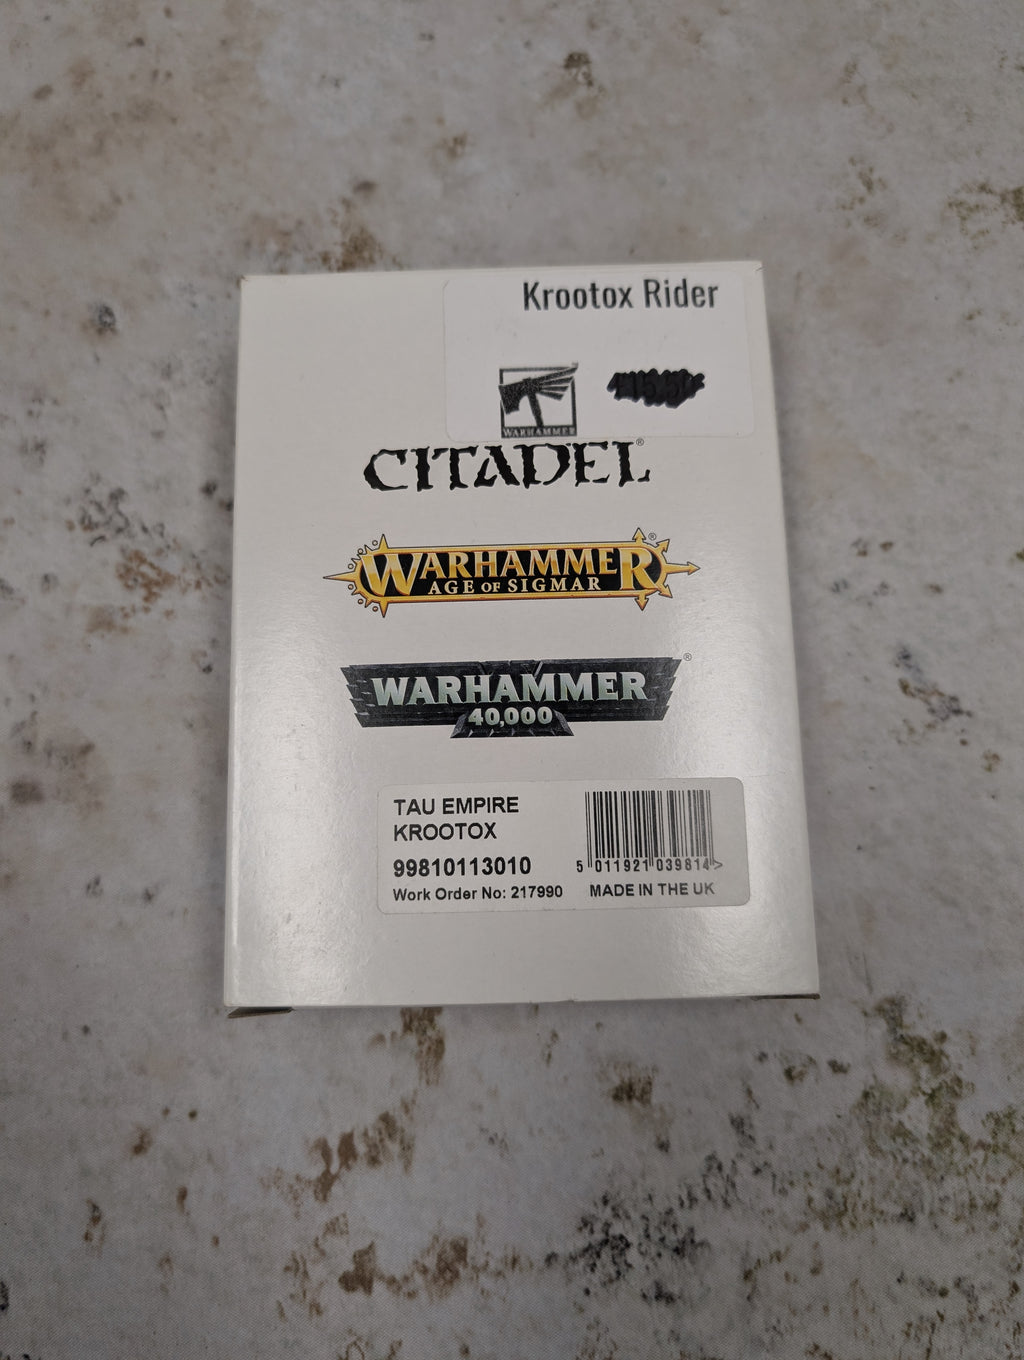 Krootox Rider
WARHAMMER
CITADEL®
WARHAMMER®
AGE OF SIGMAR
WARHAMMER®
40,000
TAU EMPIRE
KROOTOX
99810113010
Work Order No: 217990
5 011921 039814 >
MADE IN THE UK